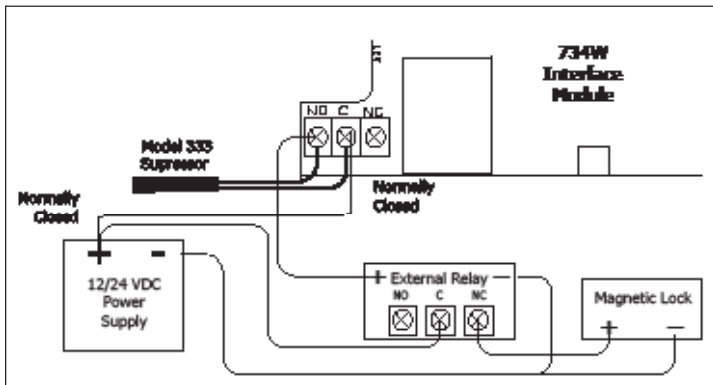 734W
Interface
Module
NO C NC
Model 333
Supressor
Normally
Closed
Normally
Closed
+ -
12/24 VDC
Power
Supply
+ External Relay -
NO C NC
Magnetic Lock
+ -